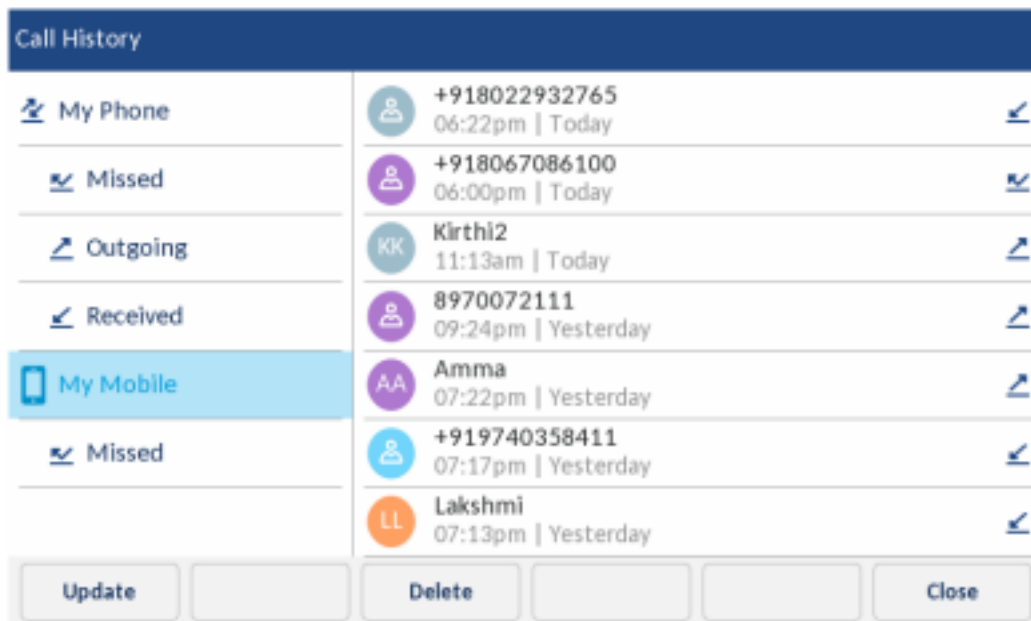 Call History
My Phone
Missed
Outgoing
Received
My Mobile
Missed
+918022932765
06:22pm | Today
+918067086100
06:00pm | Today
KK
Kirthi2
11:13am | Today
8970072111
09:24pm | Yesterday
AA
Amma
07:22pm | Yesterday
+919740358411
07:17pm | Yesterday
LL
Lakshmi
07:13pm | Yesterday
Update
Delete
Close